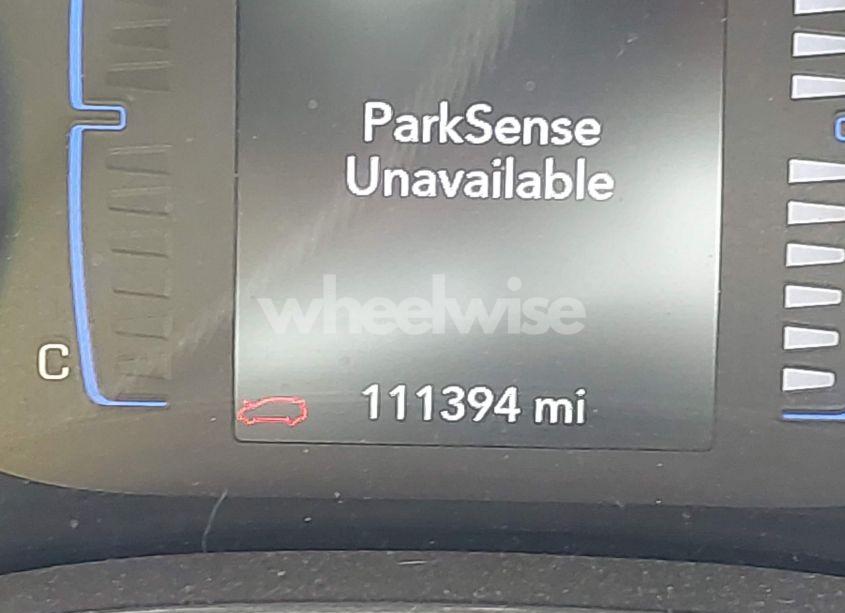 ParkSense
Unavailable
wheelwise
C
111394 mi